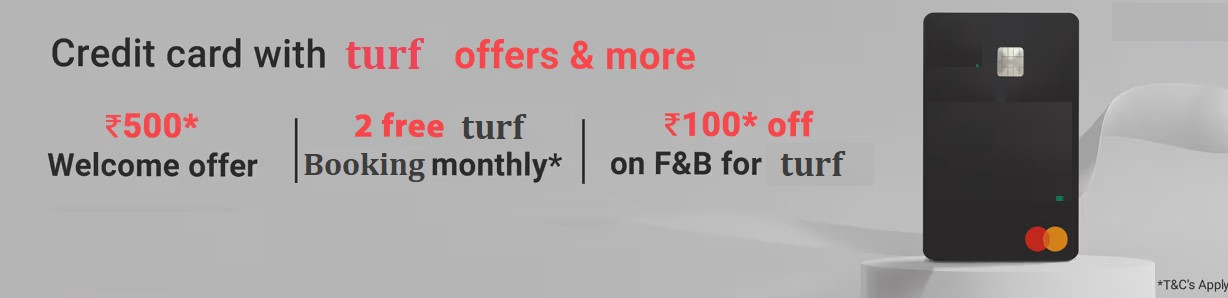 Credit card with turf offers & more
₹500*
Welcome offer
2 free turf
Booking monthly*
₹100* off
on F&B for turf
*T&C's Apply